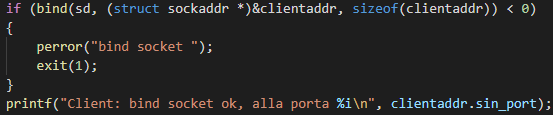 if (bind(sd, (struct sockaddr *)&clientaddr, sizeof(clientaddr)) < 0)
{
    perror("bind socket ");
    exit(1);
}
printf("Client: bind socket ok, alla porta %i\n", clientaddr.sin_port);